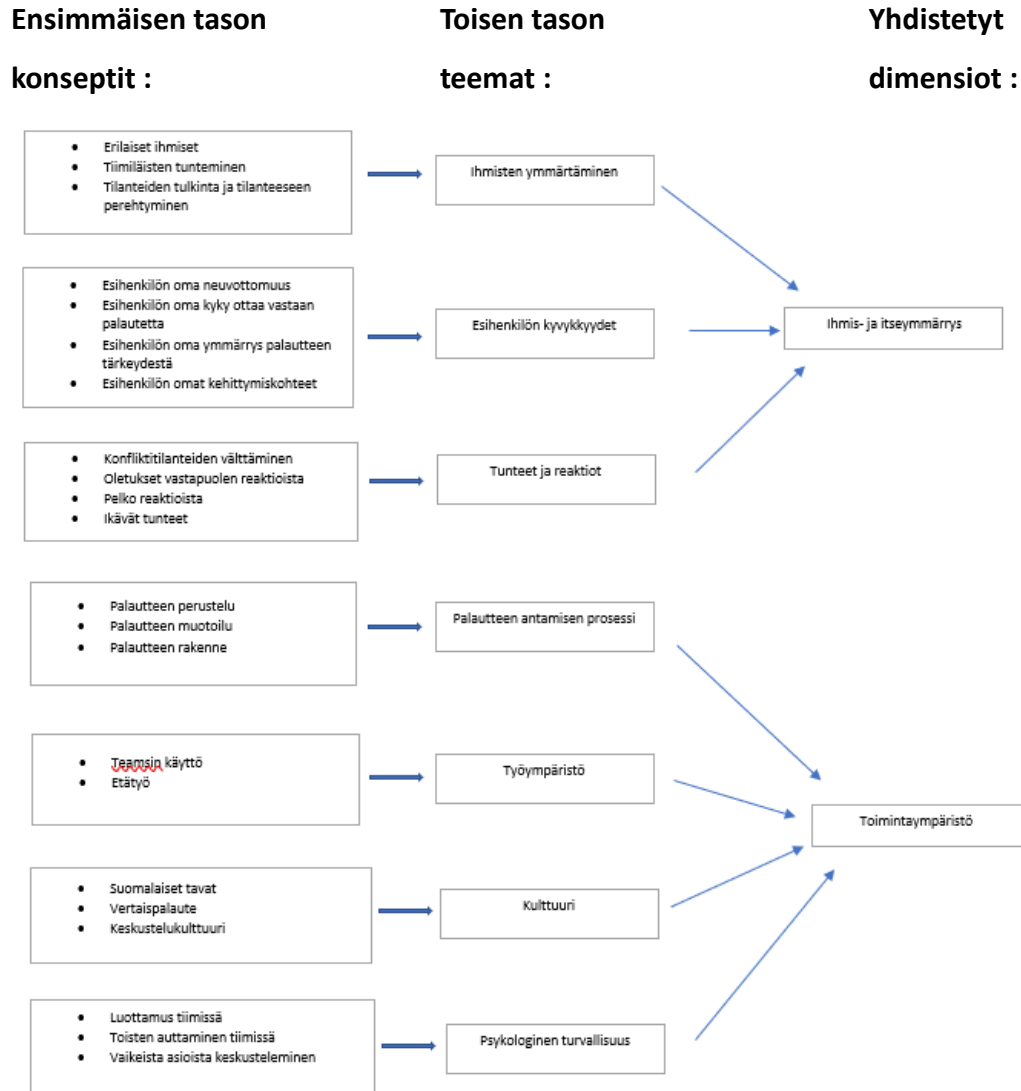 Ensimmäisen tason
konseptit :
Toisen tason
teemat :
Yhdistetyt
dimensiot :
• Erilaiset ihmiset
• Tiimiläisten tunteminen
• Tilanteiden tulkinta ja tilanteeseen
perehtyminen
Ihmisten ymmärtäminen
• Esihenkilön oma neuvottomuus
• Esihenkilön oma kyky ottaa vastaan
palautetta
• Esihenkilön oma ymmärrys palautteen
tärkeydestä
• Esihenkilön omat kehittymiskohteet
Esihenkilön kyvykkyydet
Ihmis- ja itseymmärrys
• Konfliktitilanteiden välttäminen
• Oletukset vastapuolen reaktioista
• Pelko reaktioista
• Ikävät tunteet
Tunteet ja reaktiot
• Palautteen perustelu
• Palautteen muotoilu
• Palautteen rakenne
Palautteen antamisen prosessi
• Teamsin käyttö
• Etätyö
Työympäristö
Toimintaympäristö
• Suomalaiset tavat
• Vertaispalaute
• Keskustelukulttuuri
Kulttuuri
• Luottamus tiimissä
• Toisten auttaminen tiimissä
• Vaikeista asioista keskusteleminen
Psykologinen turvallisuus